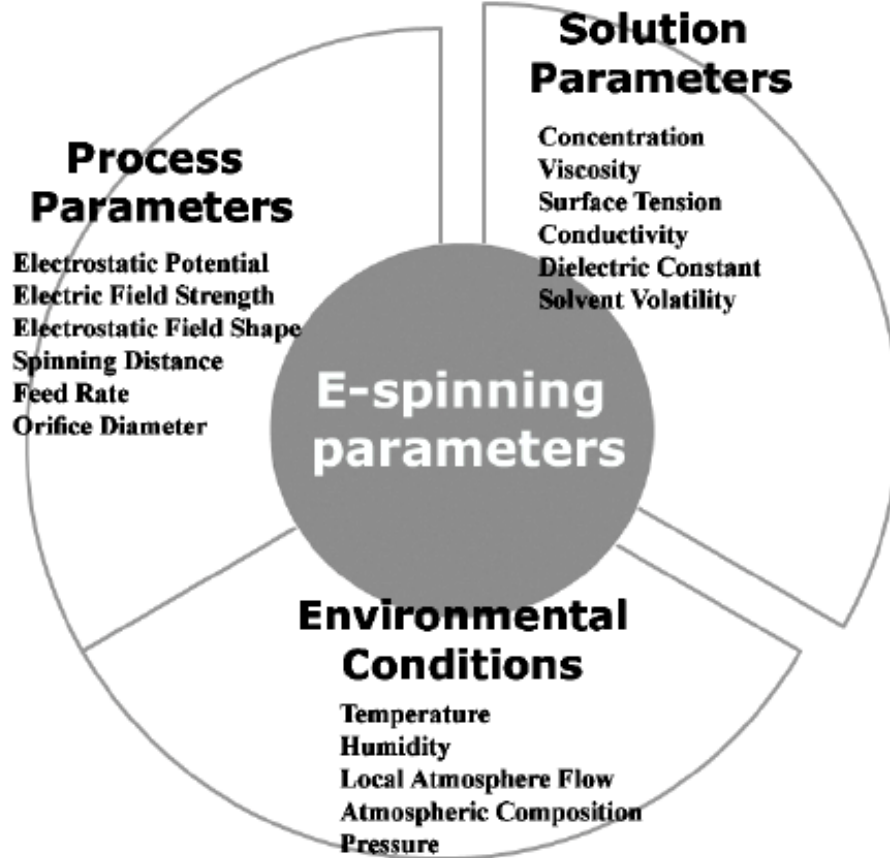 Solution
Parameters
Concentration
Viscosity
Surface Tension
Conductivity
Dielectric Constant
Solvent Volatility
Process
Parameters
Electrostatic Potential
Electric Field Strength
Electrostatic Field Shape
Spinning Distance
Feed Rate
Orifice Diameter
E-spinning
parameters
Environmental
Conditions
Temperature
Humidity
Local Atmosphere Flow
Atmospheric Composition
Pressure